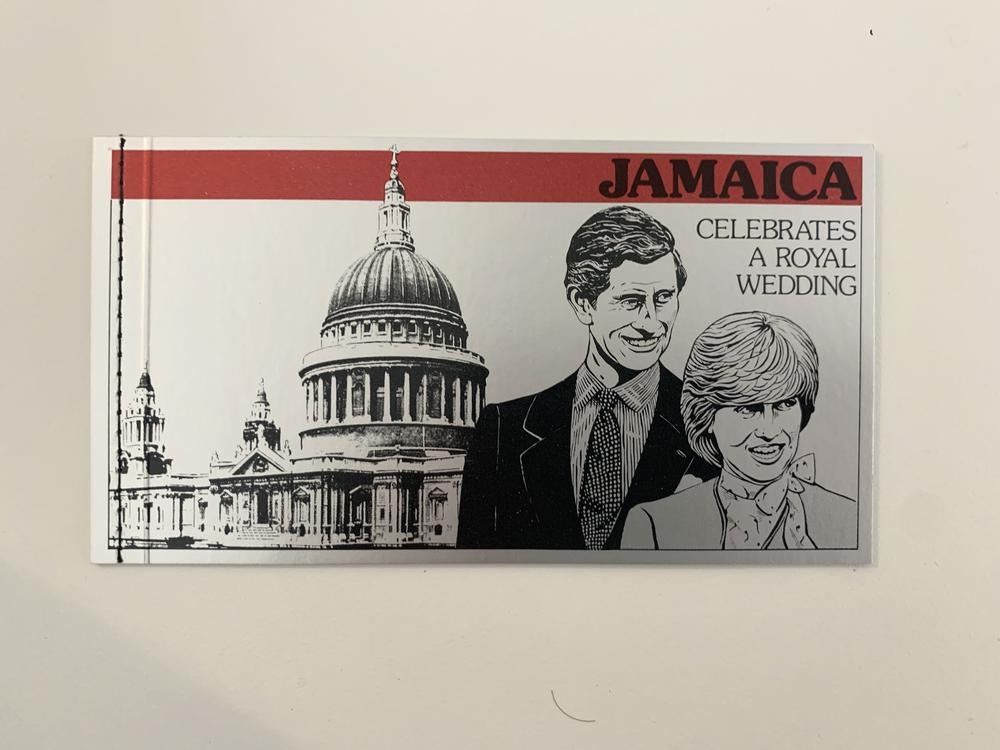 JAMAICA
CELEBRATES
A ROYAL
WEDDING